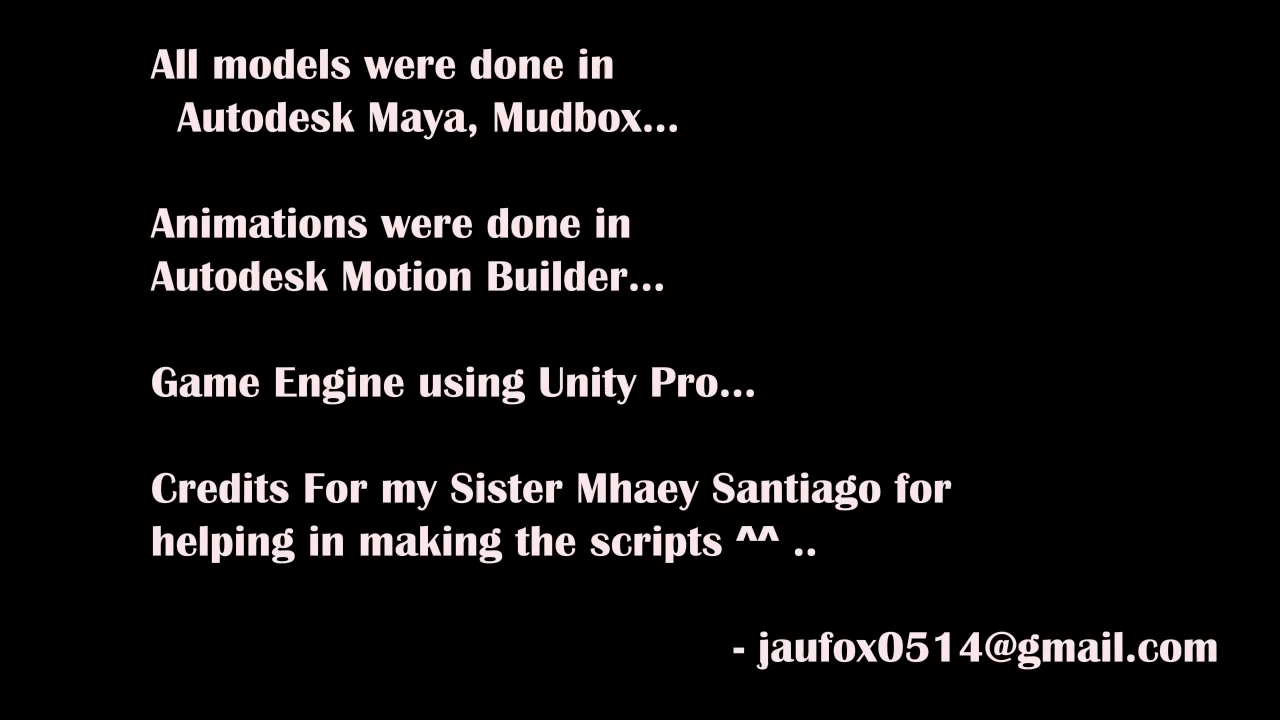 All models were done in
Autodesk Maya, Mudbox...
Animations were done in
Autodesk Motion Builder...
Game Engine using Unity Pro...
Credits For my Sister Mhaey Santiago for
helping in making the scripts ^^ ..
- jaufox0514@gmail.com